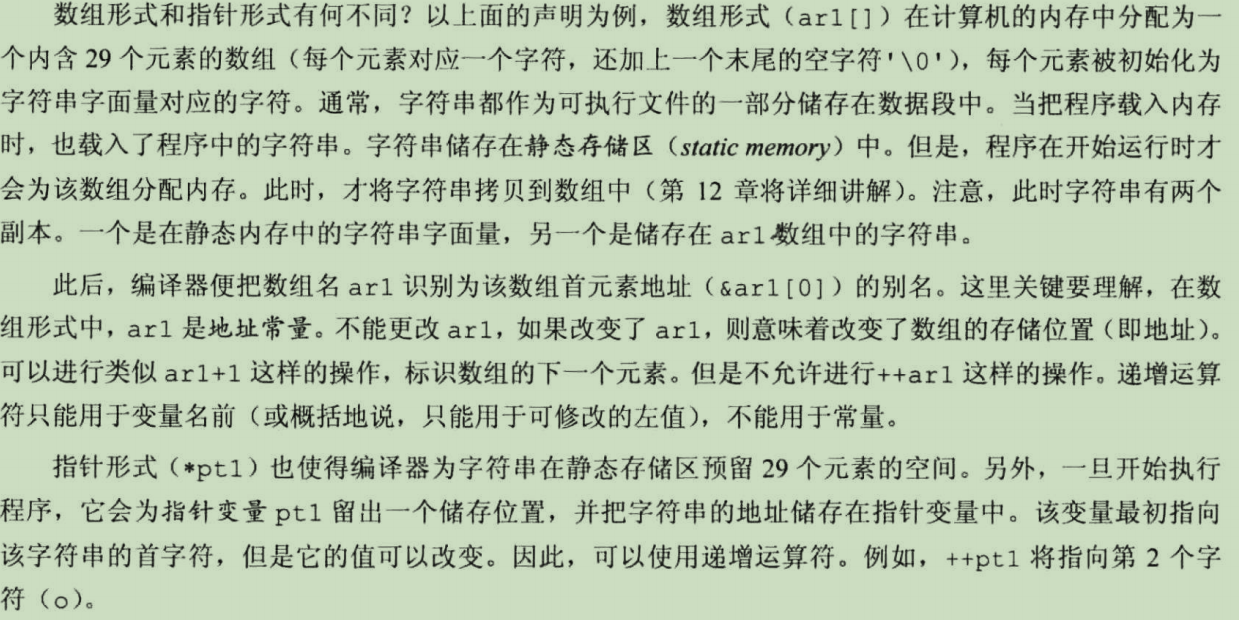 数组形式和指针形式有何不同？以上面的声明为例，数组形式（ar1[]）在计算机的内存中分配为一
个内含 29 个元素的数组（每个元素对应一个字符，还加上一个末尾的空字符'\0'），每个元素被初始化为
字符串字面量对应的字符。通常，字符串都作为可执行文件的一部分储存在数据段中。当把程序载入内存
时，也载入了程序中的字符串。字符串储存在静态存储区（static memory）中。但是，程序在开始运行时才
会为该数组分配内存。此时，才将字符串拷贝到数组中（第 12 章将详细讲解）。注意，此时字符串有两个
副本。一个是在静态内存中的字符串字面量，另一个是储存在 ar1 数组中的字符串。
此后，编译器便把数组名 ar1 识别为该数组首元素地址（&ar1[0]）的别名。这里关键要理解，在数
组形式中，ar1 是地址常量。不能更改 ar1，如果改变了 ar1，则意味着改变了数组的存储位置（即地址）。
可以进行类似 ar1+1 这样的操作，标识数组的下一个元素。但是不允许进行++ar1 这样的操作。递增运算
符只能用于变量名前（或概括地说，只能用于可修改的左值），不能用于常量。
指针形式（*pt1）也使得编译器为字符串在静态存储区预留 29 个元素的空间。另外，一旦开始执行
程序，它会为指针变量 pt1 留出一个储存位置，并把字符串的地址储存在指针变量中。该变量最初指向
该字符串的首字符，但是它的值可以改变。因此，可以使用递增运算符。例如，++pt1 将指向第 2 个字
符（o）。